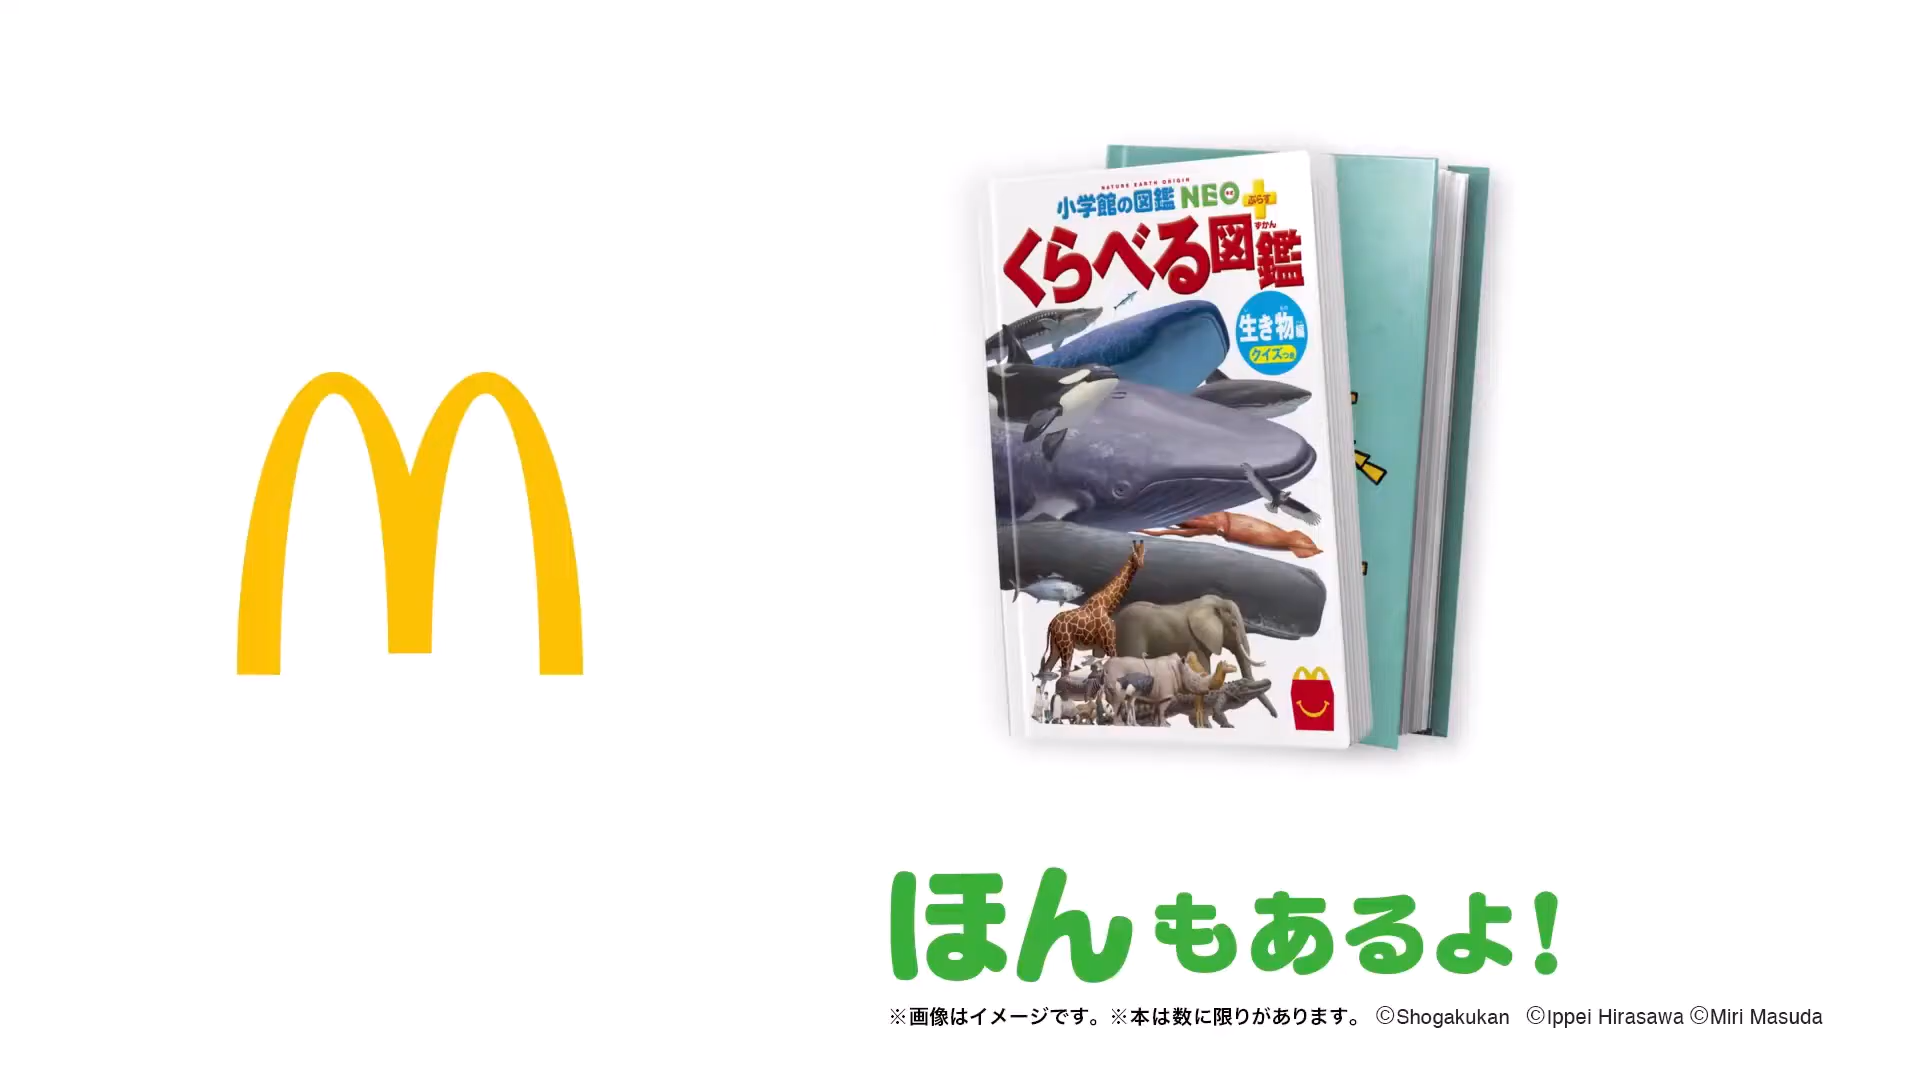 NATURE EARTH ORIGIN
小学館の図鑑 NEO+
ぷらす
ずかん
くらべる図鑑
生き物編
クイズつき
ほんもあるよ!
※画像はイメージです。※本は数に限りがあります。 ©Shogakukan ©Ippei Hirasawa ©Miri Masuda